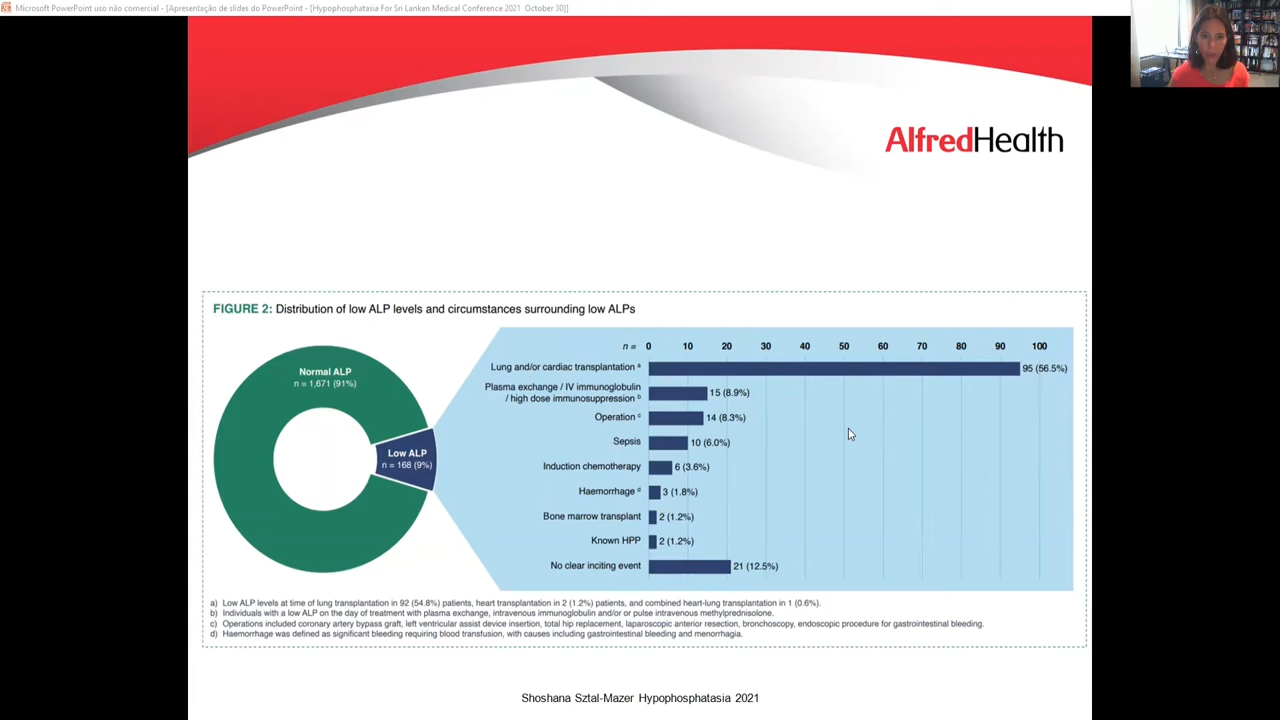 Microsoft PowerPoint uso não comercial - [Apresentação de slides do PowerPoint - [Hypophosphatasia For Sri Lankan Medical Conference 2021  October 30]]
AlfredHealth
FIGURE 2: Distribution of low ALP levels and circumstances surrounding low ALPs
n = 0 10 20 30 40 50 60 70 80 90 100
Normal ALP
n = 1,671 (91%)
Low ALP
n = 168 (9%)
Lung and/or cardiac transplantation a 95 (56.5%)
Plasma exchange / IV immunoglobulin
/ high dose immunosuppression b 15 (8.9%)
Operation c 14 (8.3%)
Sepsis 10 (6.0%)
Induction chemotherapy 6 (3.6%)
Haemorrhage d 3 (1.8%)
Bone marrow transplant 2 (1.2%)
Known HPP 2 (1.2%)
No clear inciting event 21 (12.5%)
a) Low ALP levels at time of lung transplantation in 92 (54.8%) patients, heart transplantation in 2 (1.2%) patients, and combined heart-lung transplantation in 1 (0.6%).
b) Individuals with a low ALP on the day of treatment with plasma exchange, intravenous immunoglobulin and/or or pulse intravenous methylprednisolone.
c) Operations included coronary artery bypass graft, left ventricular assist device insertion, total hip replacement, laparoscopic anterior resection, bronchoscopy, endoscopic procedure for gastrointestinal bleeding.
d) Haemorrhage was defined as significant bleeding requiring blood transfusion, with causes including gastrointestinal bleeding and menorrhagia.
Shoshana Sztal-Mazer Hypophosphatasia 2021